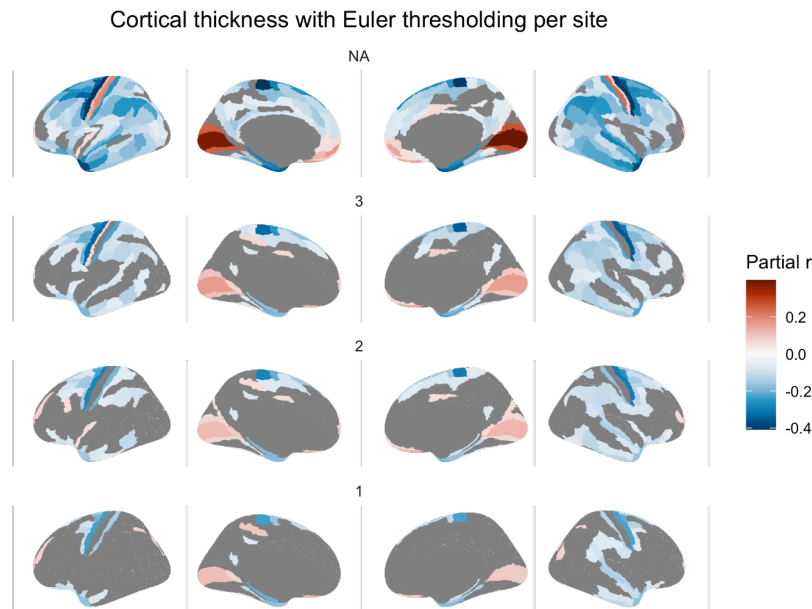 Cortical thickness with Euler thresholding per site
NA
3
2
1
Partial r
0.2
0.0
-0.2
-0.4